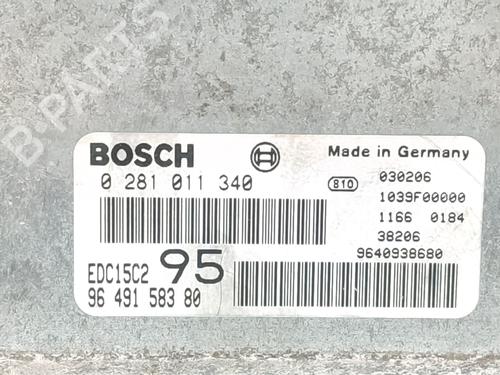 BOSCH
Made in Germany
0 281 011 340
810
030206
1039F00000
1166 0184
38206
9640938680
EDC15C2 95
96 491 583 80